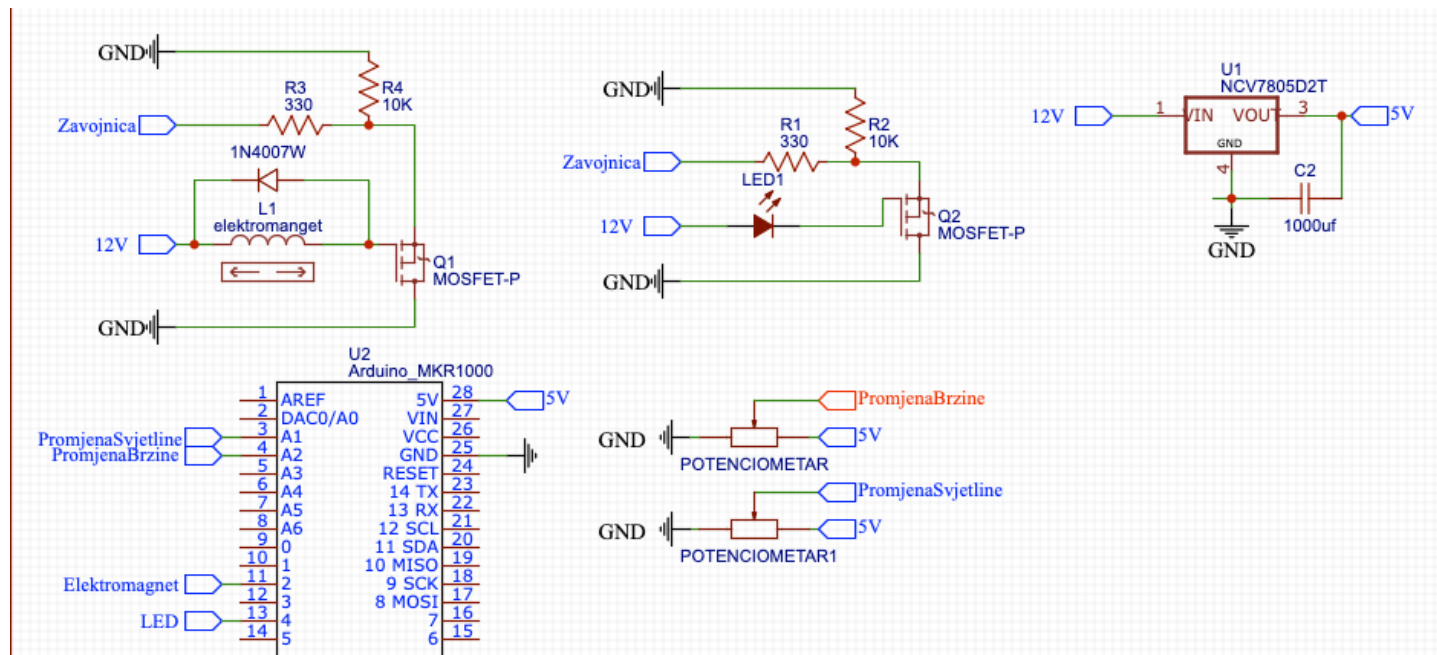 GND
R3
330
R4
10K
Zavojnica
1N4007W
L1
elektromanget
12V
Q1
MOSFET-P
GND
GND
R1
330
R2
10K
Zavojnica
LED1
12V
Q2
MOSFET-P
GND
U1
NCV7805D2T
12V
1
VIN
VOUT
3
5V
GND
4
C2
1000uf
GND
U2
Arduino_MKR1000
1 AREF
2 DAC0/A0
PromjenaSvjetline 3 A1
PromjenaBrzine 4 A2
5 A3
6 A4
7 A5
8 A6
9 0
10 1
Elektromagnet 11 2
12 3
LED 13 4
14 5
5V 28 5V
VIN 27
VCC 26
GND 25
RESET 24
14 TX 23
13 RX 22
12 SCL 21
11 SDA 20
10 MISO 19
9 SCK 18
8 MOSI 17
7 16
6 15
PromjenaBrzine
GND
5V
POTENCIOMETAR
PromjenaSvjetline
GND
5V
POTENCIOMETAR1